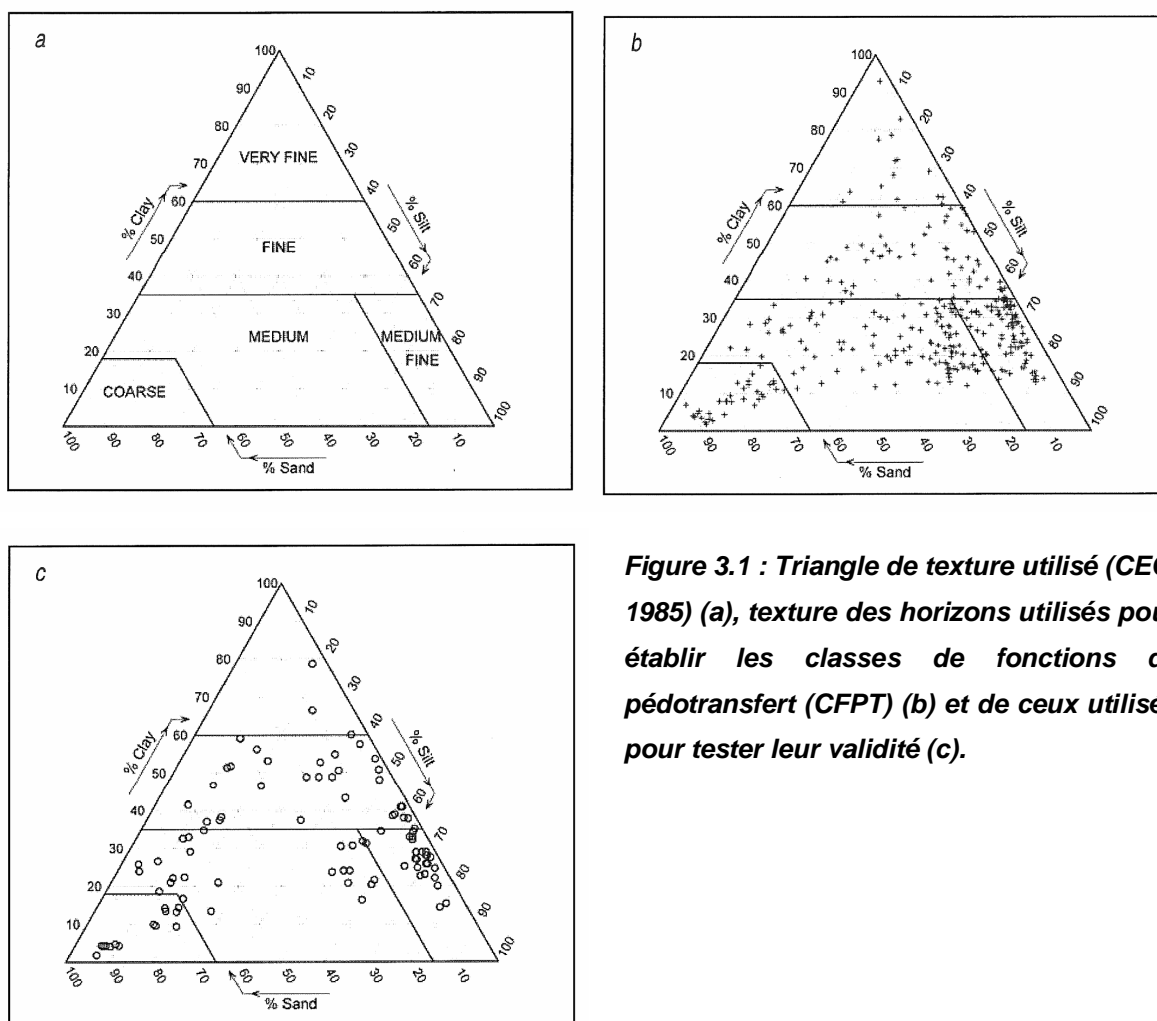 a
100
90
10
80
20
VERY FINE
30
70
40
60
% Clay
% Silt
50
50
FINE
60
40
70
30
MEDIUM
MEDIUM
FINE
80
20
90
10
COARSE
100
100 90 80 70 60 50 40 30 20 10
% Sand
b
100
90
10
80
20
70
30
40
60
% Clay
% Silt
50
50
60
40
70
30
80
20
90
10
100
100 90 80 70 60 50 40 30 20 10
% Sand
c
100
90
10
80
20
70
30
40
60
% Clay
% Silt
50
50
60
40
70
30
80
20
90
10
100
100 90 80 70 60 50 40 30 20 10
% Sand
Figure 3.1 : Triangle de texture utilisé (CEC
1985) (a), texture des horizons utilisés pou
établir les classes de fonctions d
pédotransfert (CFPT) (b) et de ceux utilisé
pour tester leur validité (c).